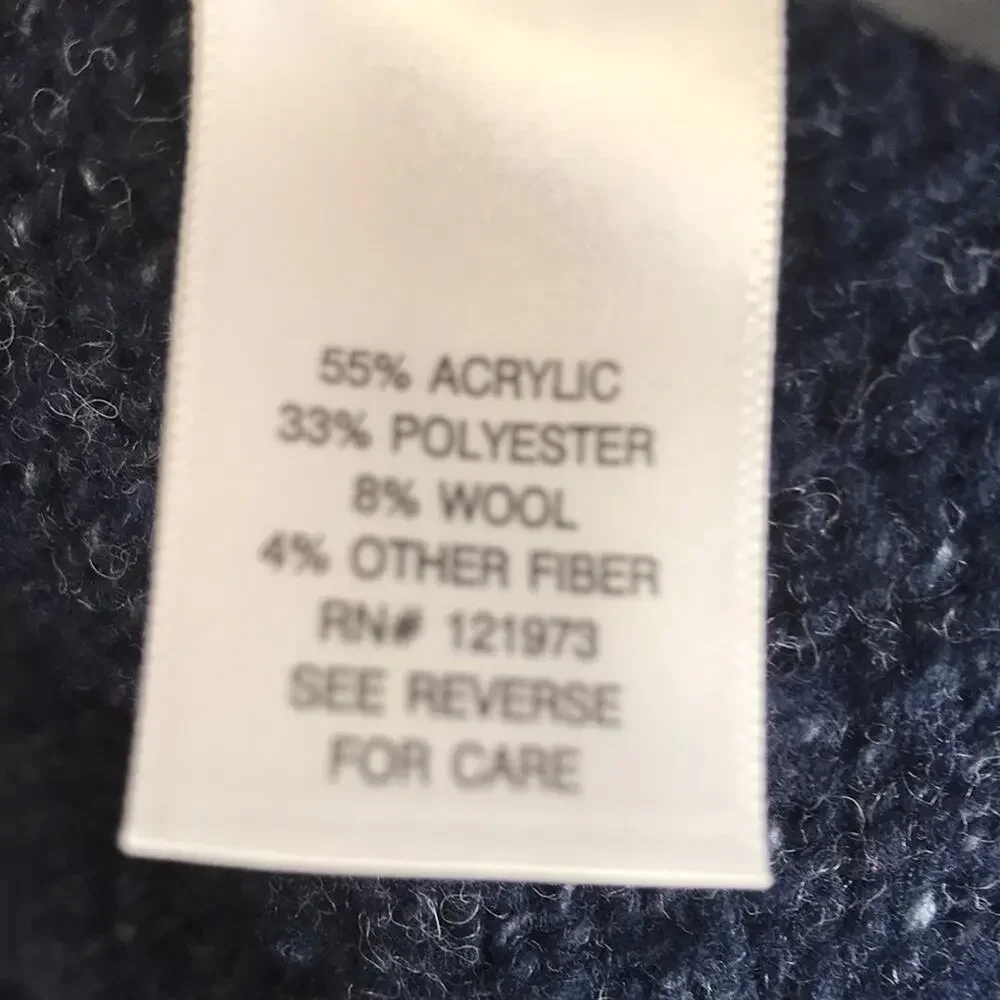 55% ACRYLIC
33% POLYESTER
8% WOOL
4% OTHER FIBER
RN# 121973
SEE REVERSE
FOR CARE